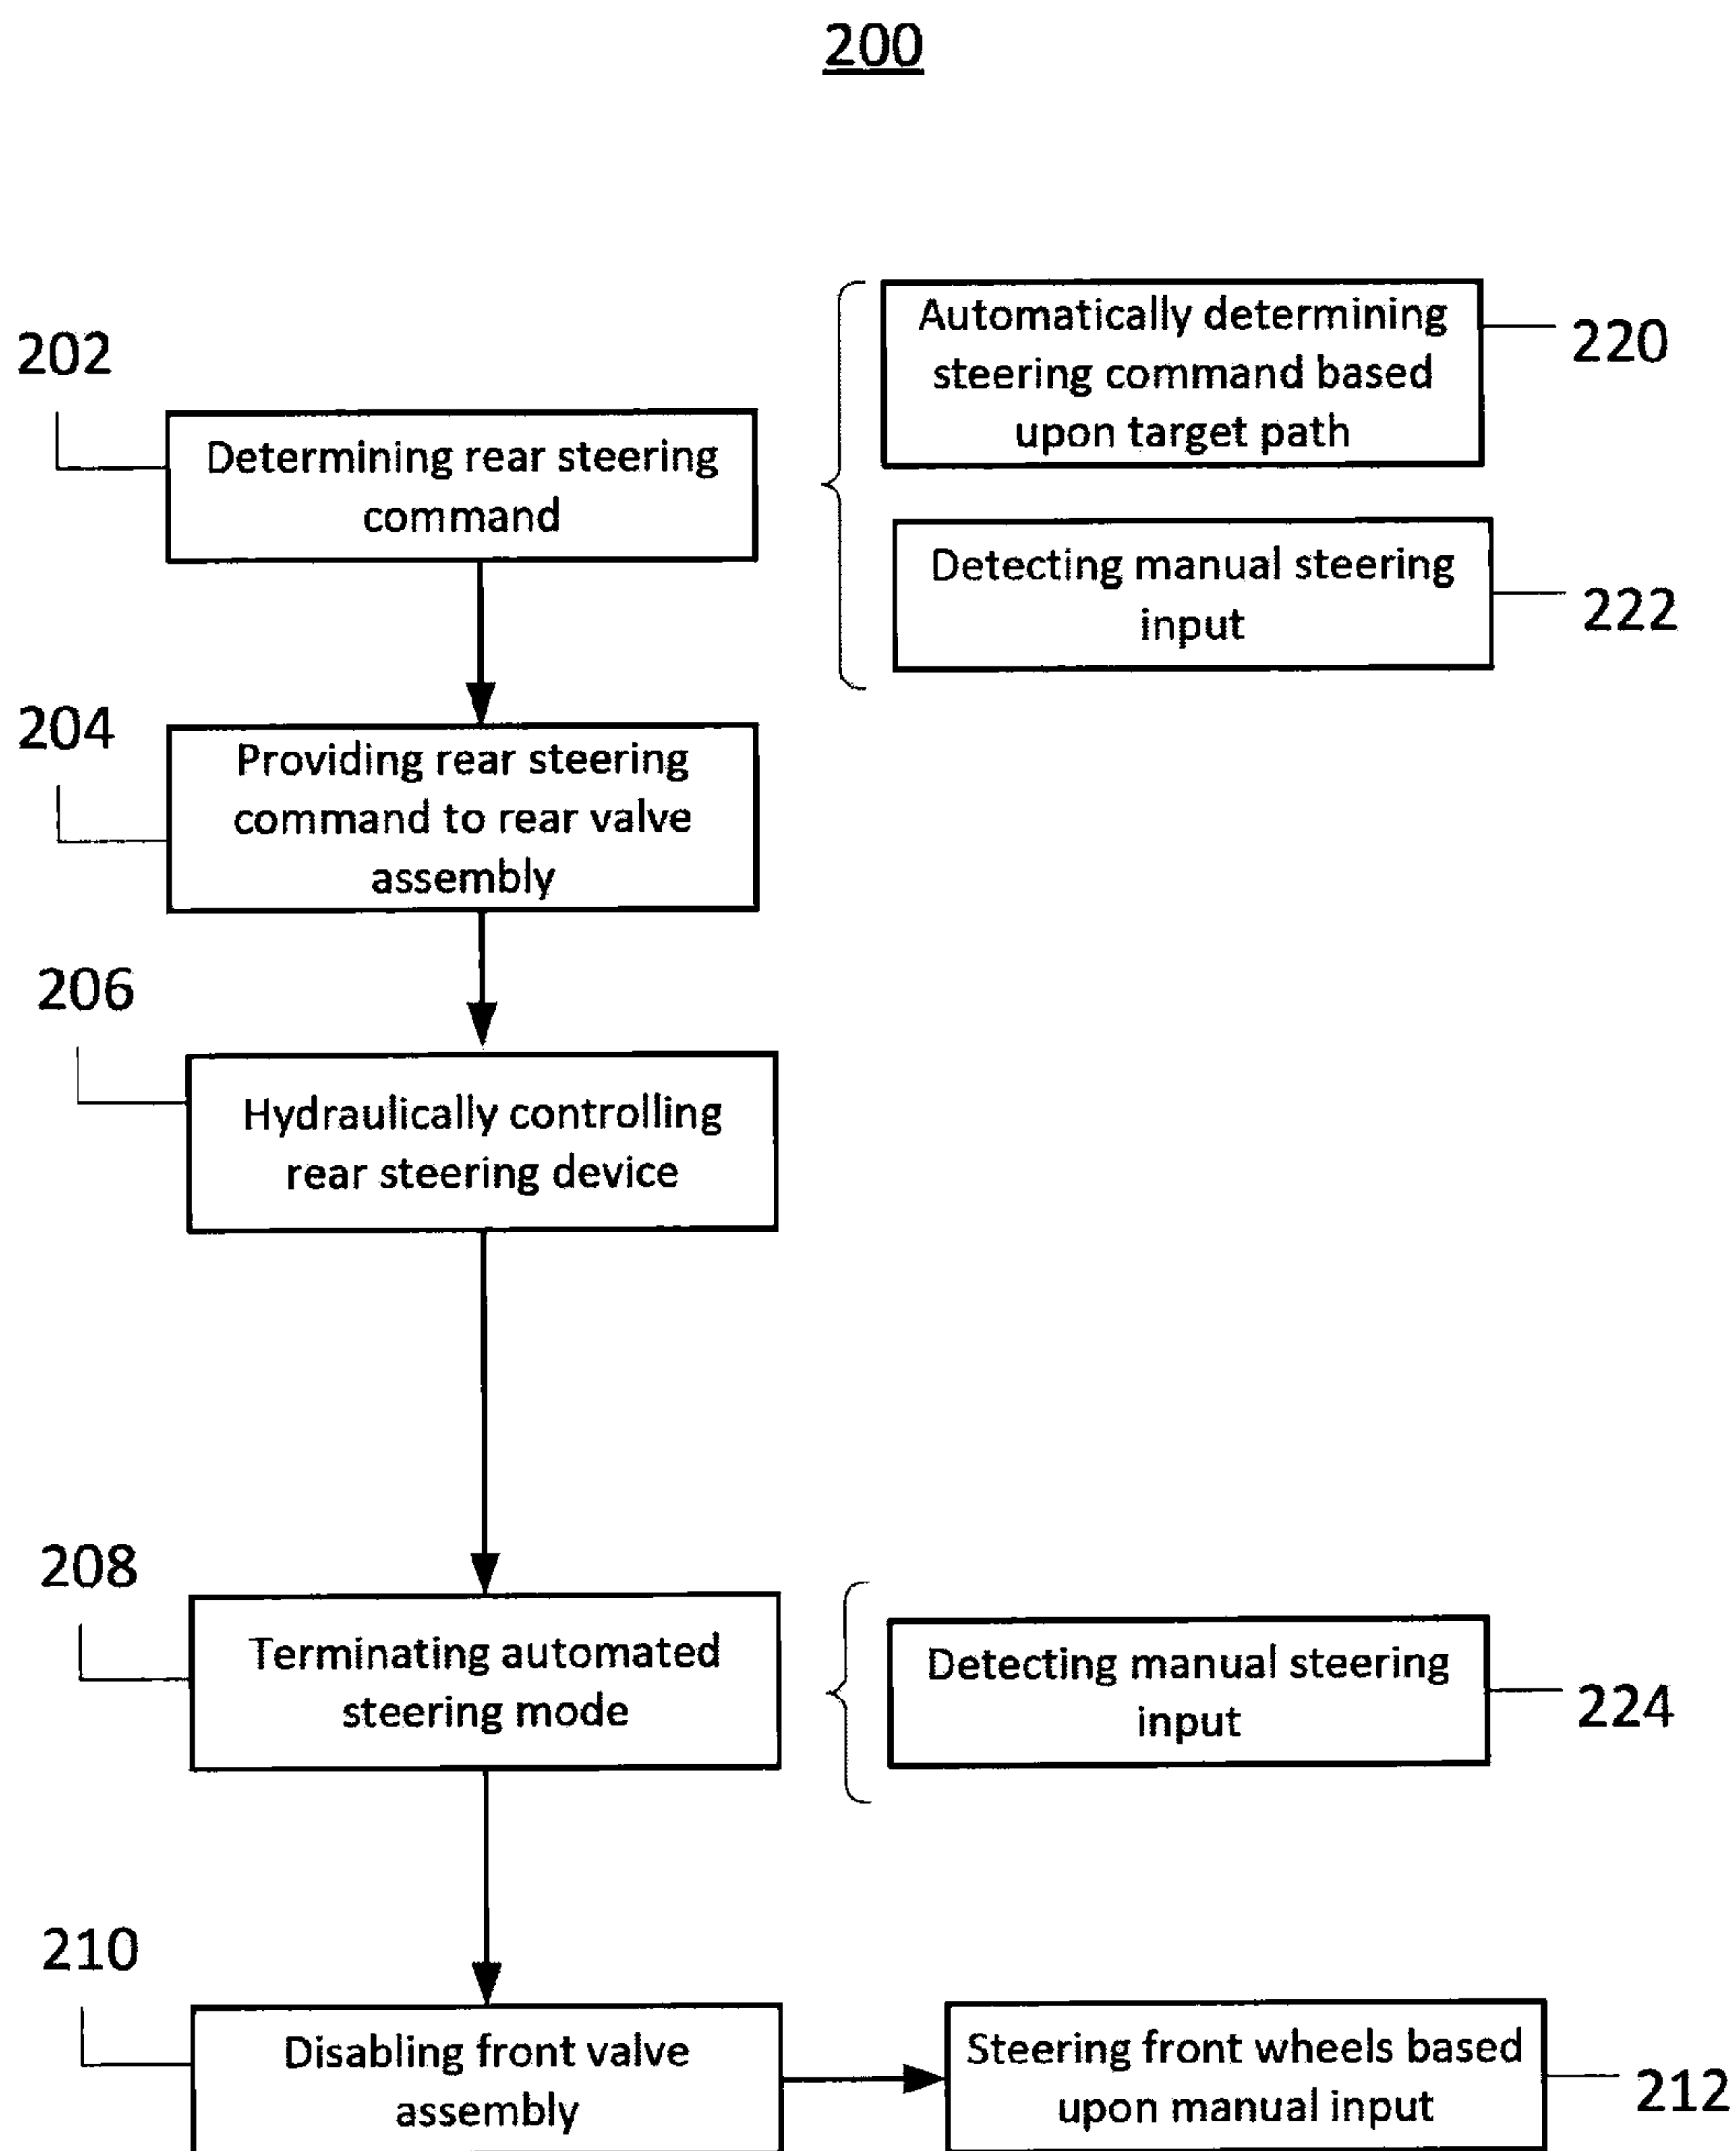 200
202
Determining rear steering
command
Automatically determining
steering command based
upon target path
220
Detecting manual steering
input
222
204
Providing rear steering
command to rear valve
assembly
206
Hydraulically controlling
rear steering device
208
Terminating automated
steering mode
Detecting manual steering
input
224
210
Disabling front valve
assembly
Steering front wheels based
upon manual input
212